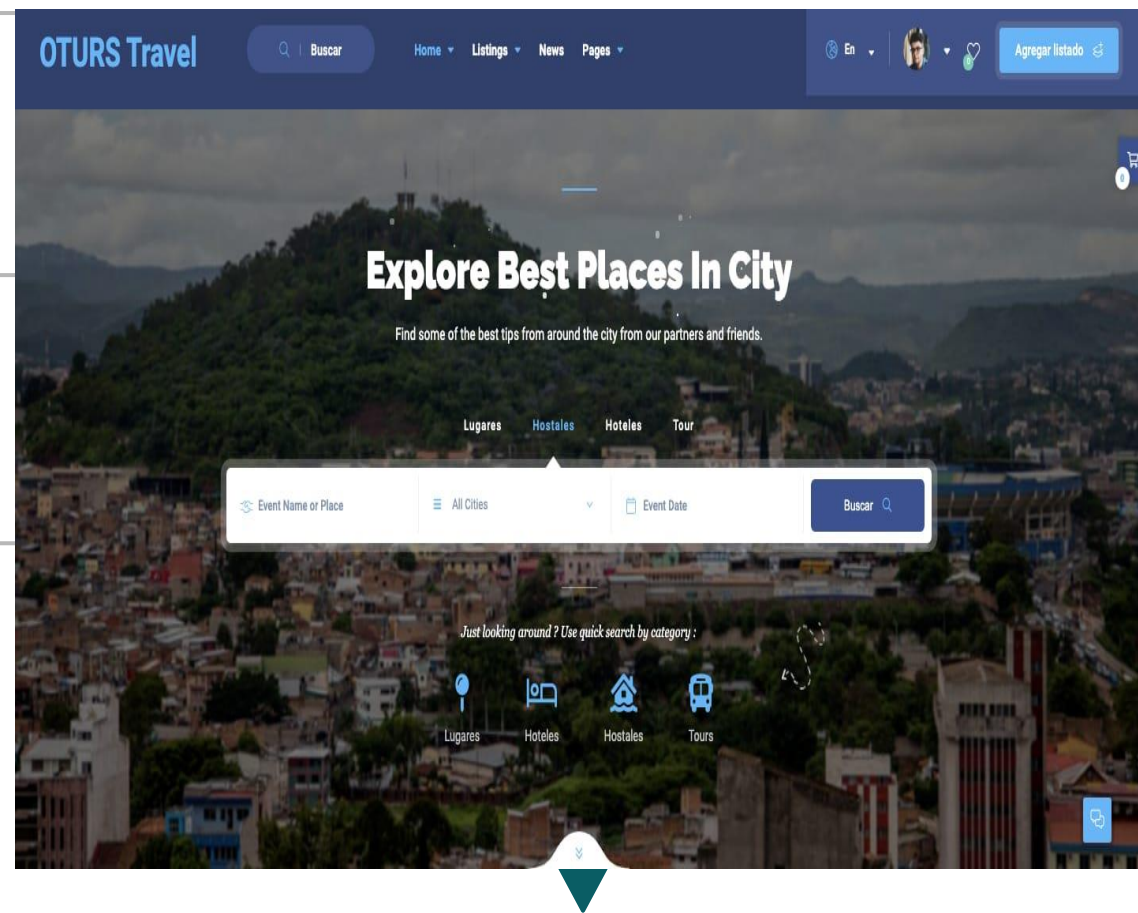 OTURS Travel
Buscar
Home
Listings
News
Pages
En
0
Agregar listado
0
Explore Best Places In City
Find some of the best tips from around the city from our partners and friends.
Lugares
Hostales
Hoteles
Tour
Event Name or Place
All Cities
Event Date
Buscar
Just looking around ? Use quick search by category :
Lugares
Hoteles
Hostales
Tours